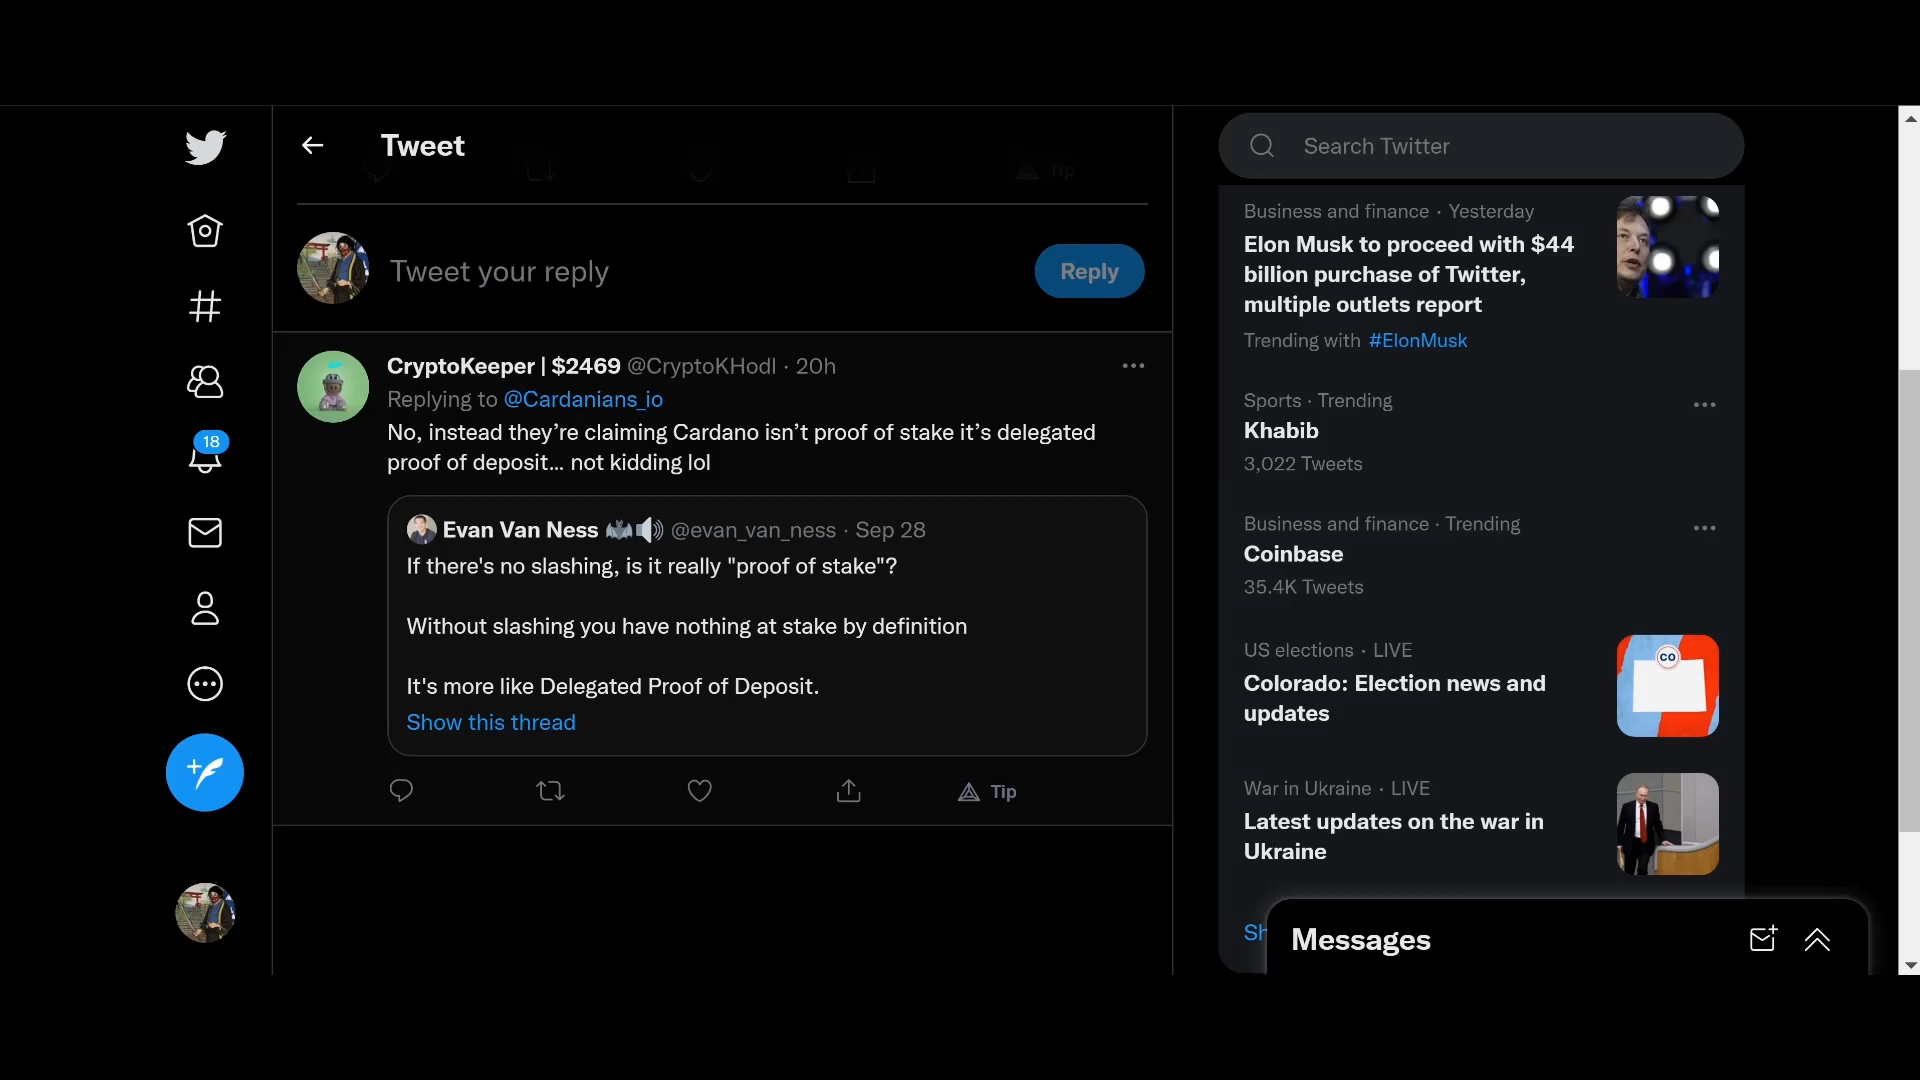 Tweet
Tip
Tweet your reply
Reply
CryptoKeeper | $2469 @CryptoKHodl · 20h
Replying to @Cardanians_io
No, instead they’re claiming Cardano isn’t proof of stake it’s delegated
proof of deposit... not kidding lol
Evan Van Ness 🦇🔊 @evan_van_ness · Sep 28
If there's no slashing, is it really "proof of stake"?
Without slashing you have nothing at stake by definition
It's more like Delegated Proof of Deposit.
Show this thread
Tip
18
Search Twitter
Business and finance · Yesterday
Elon Musk to proceed with $44
billion purchase of Twitter,
multiple outlets report
Trending with #ElonMusk
Sports · Trending
Khabib
3,022 Tweets
Business and finance · Trending
Coinbase
35.4K Tweets
US elections · LIVE
Colorado: Election news and
updates
CO
War in Ukraine · LIVE
Latest updates on the war in
Ukraine
Sh
Messages